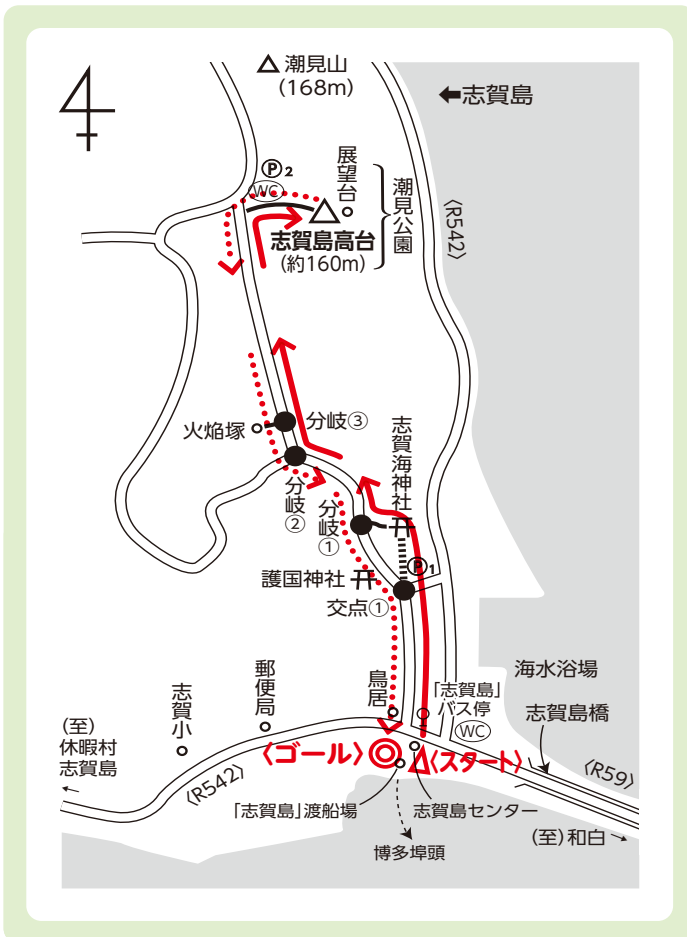 潮見山
(168m)
志賀島
P2
WC
展望台
潮見公園
志賀島高台
(約160m)
〈R542〉
火焔塚
分岐③
分岐②
分岐①
志賀海神社
P1
護国神社
交点①
鳥居
「志賀島」
バス停
WC
海水浴場
志賀島橋
郵便局
志賀小
(至)
休暇村
志賀島
〈R542〉
〈ゴール〉
〈スタート〉
〈R59〉
「志賀島」渡船場
志賀島センター
(至)和白
博多埠頭